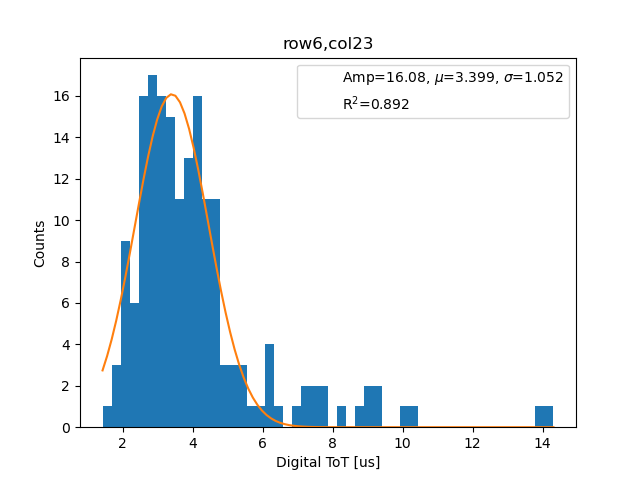 row6,col23
Amp=16.08, μ=3.399, σ=1.052
R²=0.892
Counts
16
14
12
10
8
6
4
2
0
2 4 6 8 10 12 14
Digital ToT [us]